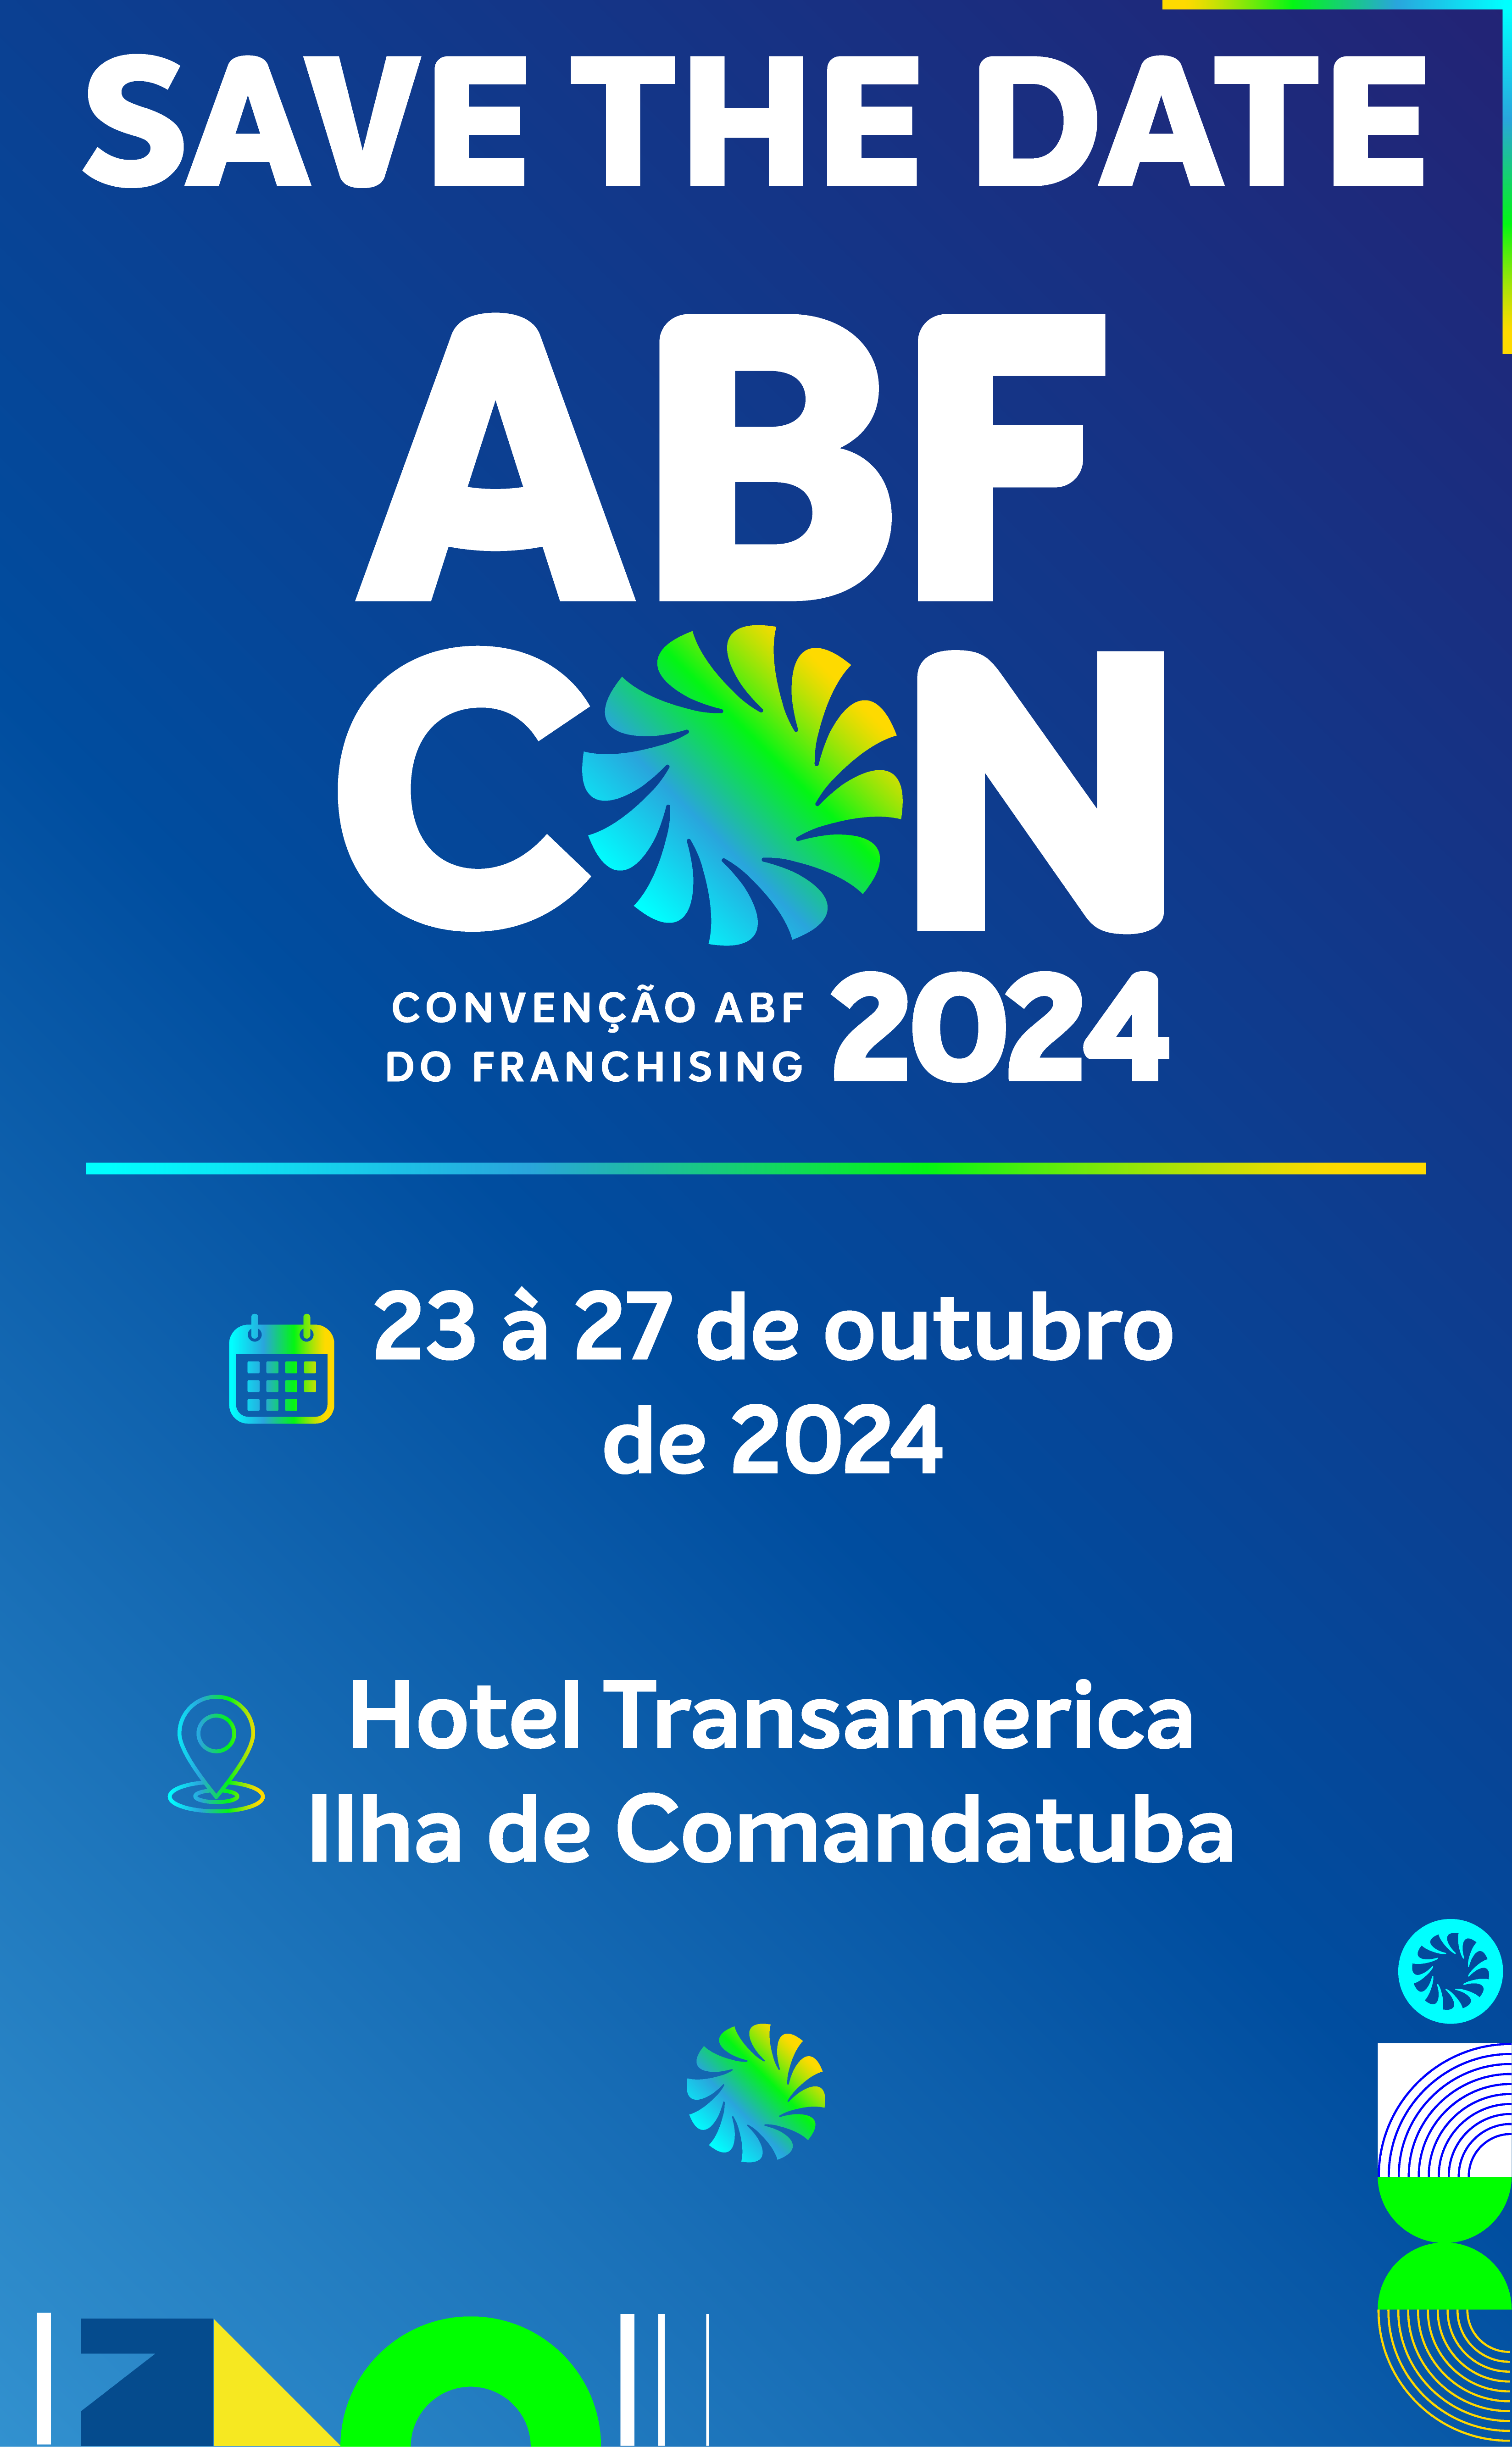 SAVE THE DATE
ABF
CON
CONVENÇÃO ABF
DO FRANCHISING 2024
23 à 27 de outubro
de 2024
Hotel Transamerica
Ilha de Comandatuba